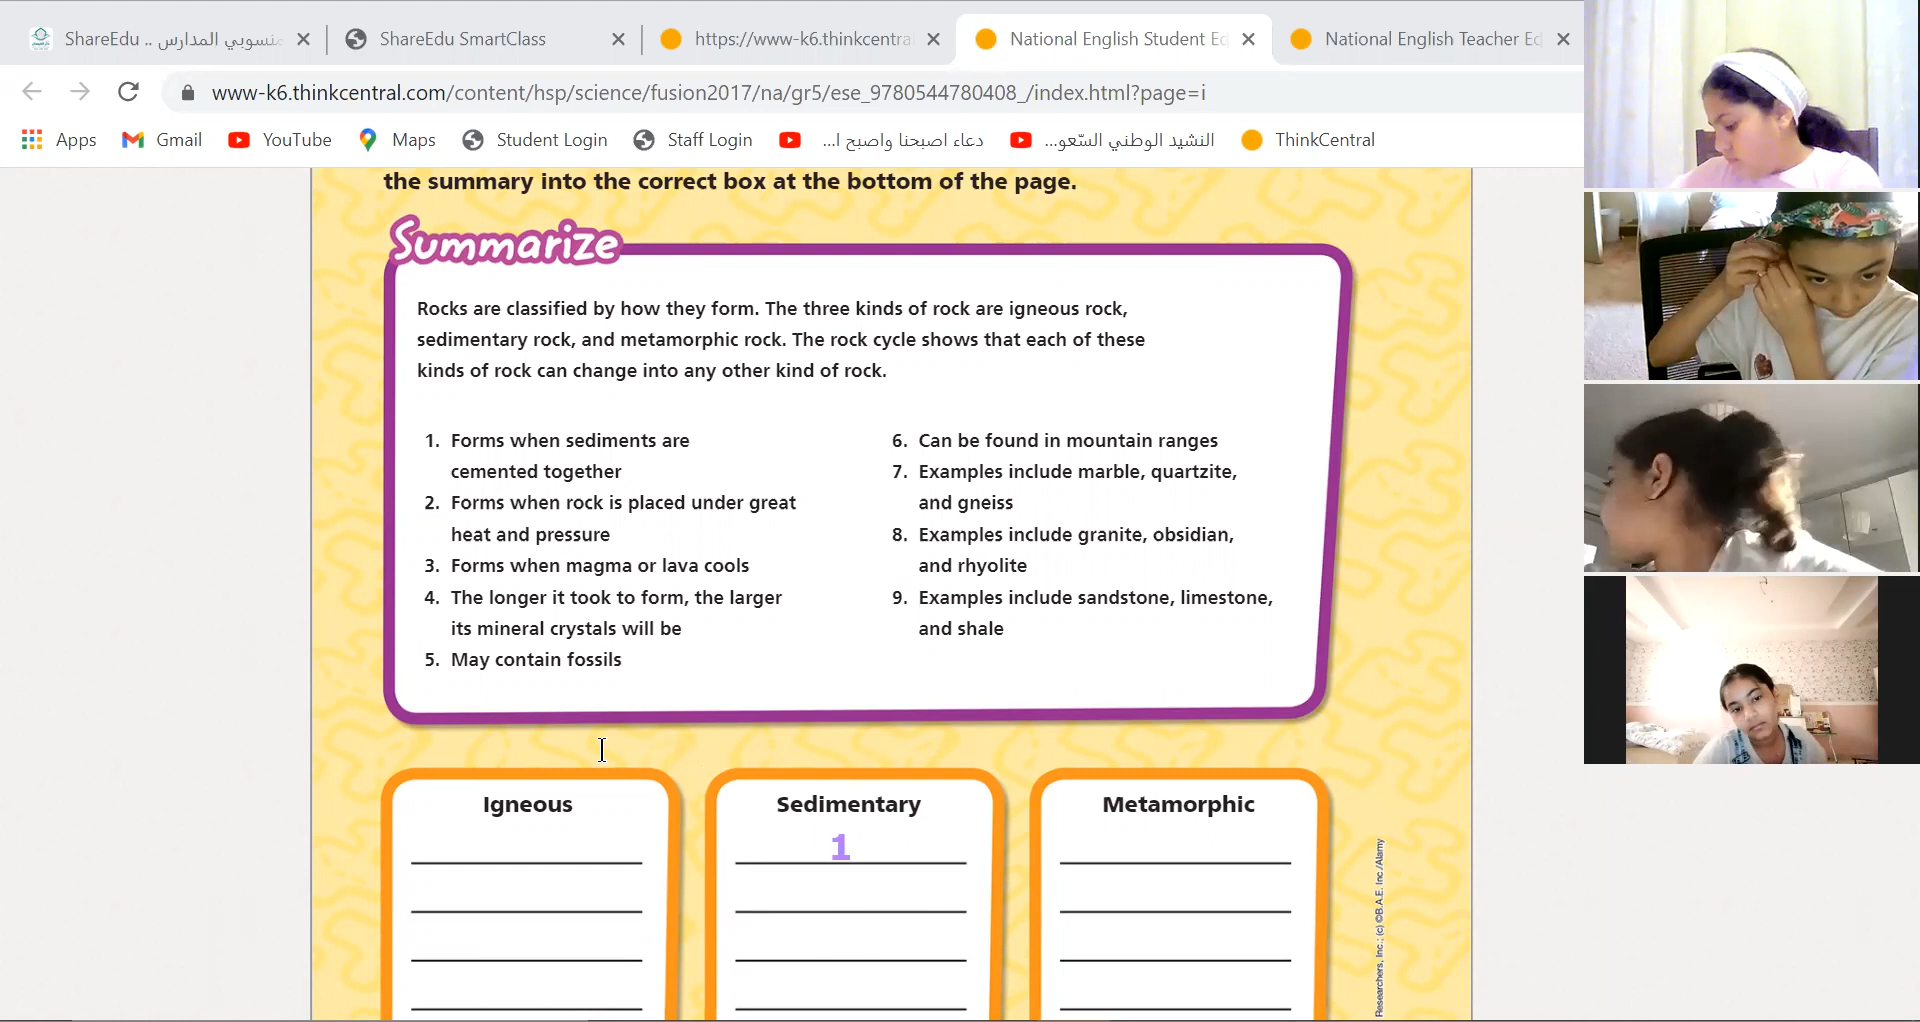 ShareEdu .. منسوبي المدارس
ShareEdu SmartClass
https://www-k6.thinkcentral
National English Student Ed
National English Teacher Ed
www-k6.thinkcentral.com/content/hsp/science/fusion2017/na/gr5/ese_9780544780408_/index.html?page=i
Apps
Gmail
YouTube
Maps
Student Login
Staff Login
دعاء اصبحنا واصبح ا...
النشيد الوطني السّعو...
ThinkCentral
the summary into the correct box at the bottom of the page.
Summarize
Rocks are classified by how they form. The three kinds of rock are igneous rock,
sedimentary rock, and metamorphic rock. The rock cycle shows that each of these
kinds of rock can change into any other kind of rock.
1. Forms when sediments are
cemented together
2. Forms when rock is placed under great
heat and pressure
3. Forms when magma or lava cools
4. The longer it took to form, the larger
its mineral crystals will be
5. May contain fossils
6. Can be found in mountain ranges
7. Examples include marble, quartzite,
and gneiss
8. Examples include granite, obsidian,
and rhyolite
9. Examples include sandstone, limestone,
and shale
Igneous
Sedimentary
1
Metamorphic
Researchers, Inc.; (c) ©B.A.E. Inc./Alamy